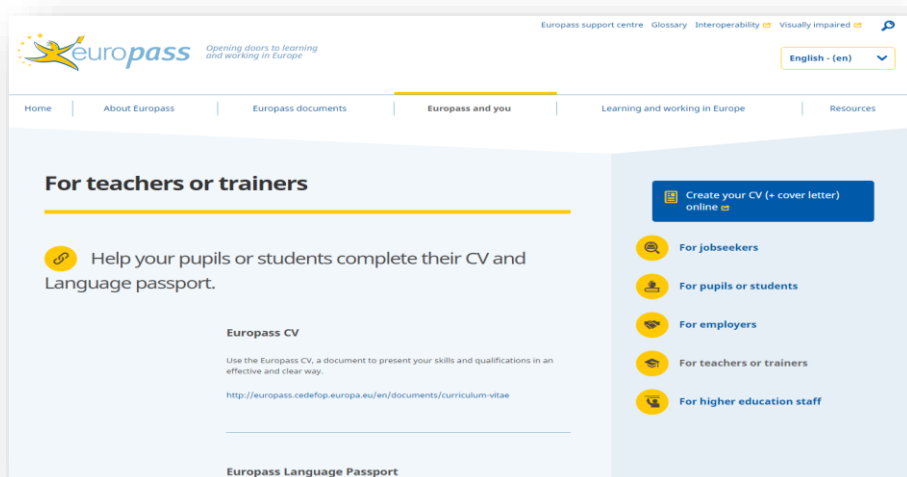 Europass support centre Glossary Interoperability Visually impaired
europass
Opening doors to learning
and working in Europe
English - (en)
Home About Europass Europass documents Europass and you Learning and working in Europe Resources
For teachers or trainers
Help your pupils or students complete their CV and
Language passport.
Europass CV
Use the Europass CV, a document to present your skills and qualifications in an
effective and clear way.
http://europass.cedefop.europa.eu/en/documents/curriculum-vitae
Europass Language Passport
Create your CV (+ cover letter)
online
For jobseekers
For pupils or students
For employers
For teachers or trainers
For higher education staff